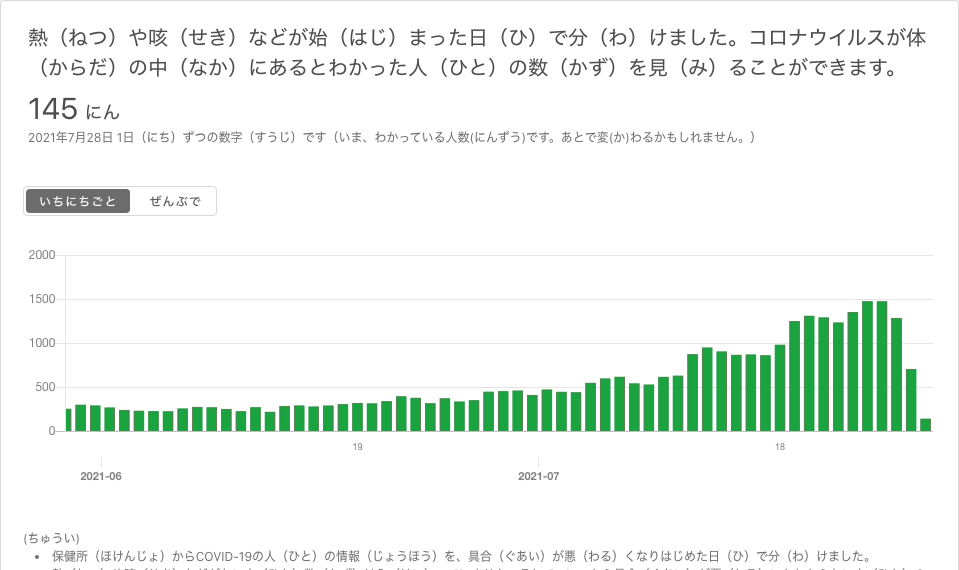 熱（ねつ）や咳（せき）などが始（はじ）まった日（ひ）で分（わ）けました。コロナウイルスが体
（からだ）の中（なか）にあるとわかった人（ひと）の数（かず）を見（み）ることができます。
145 にん
2021年7月28日 1日（にち）ずつの数字（すうじ）です（いま、わかっている人数(にんずう)です。あとで変(か)わるかもしれません。）
いちにちごと ぜんぶで
2000
1500
1000
500
0
19 18
2021-06 2021-07
(ちゅうい)
• 保健所（ほけんじょ）からCOVID-19の人（ひと）の情報（じょうほう）を、具合（ぐあい）が悪（わる）くなりはじめた日（ひ）で分（わ）けました。